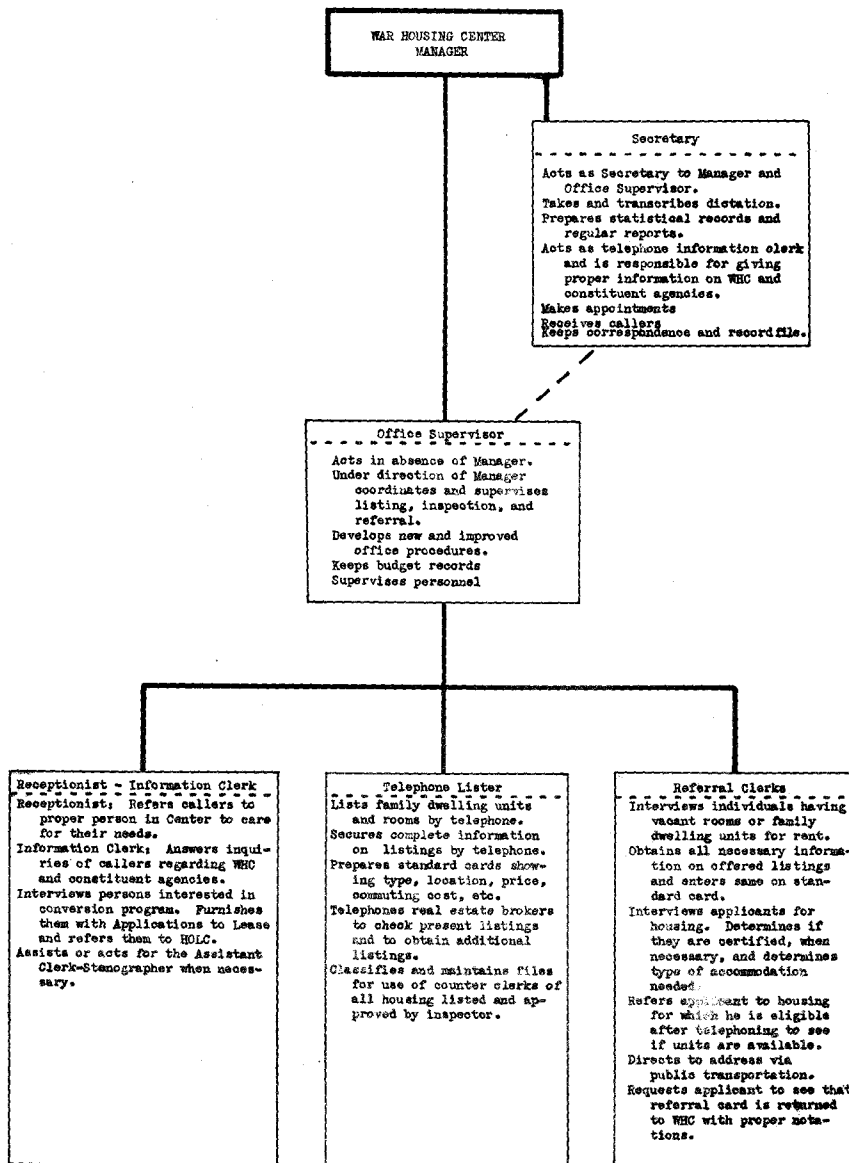 WAR HOUSING CENTER
MANAGER
Secretary
Acts as Secretary to Manager and
Office Supervisor.
Takes and transcribes dictation.
Prepares statistical records and
regular reports.
Acts as telephone information clerk
and is responsible for giving
proper information on WHC and
constituent agencies.
Makes appointments
Receives callers
Keeps correspondence and record file.
Office Supervisor
Acts in absence of Manager.
Under direction of Manager
coordinates and supervises
listing, inspection, and
referral.
Develops new and improved
office procedures.
Keeps budget records
Supervises personnel
Receptionist - Information Clerk
Receptionist; Refers callers to
proper person in Center to care
for their needs.
Information Clerk; Answers inqui-
ries of callers regarding WHC
and constituent agencies.
Interviews persons interested in
conversion program. Furnishes
them with Applications to Lease
and refers them to HOLC.
Assists or acts for the Assistant
Clerk-Stenographer when neces-
sary.
Telephone Lister
Lists family dwelling units
and rooms by telephone.
Secures complete information
on listings by telephone.
Prepares standard cards show-
ing type, location, price,
commuting cost, etc.
Telephones real estate brokers
to check present listings
and to obtain additional
listings.
Classifies and maintains files
for use of counter clerks of
all housing listed and ap-
proved by inspector.
Referral Clerks
Interviews individuals having
vacant rooms or family
dwelling units for rent.
Obtains all necessary informa-
tion on offered listings
and enters same on stan-
dard card.
Interviews applicants for
housing. Determines if
they are certified, when
necessary, and determines
type of accommodation
needed.
Refers applicant to housing
for which he is eligible
after telephoning to see
if units are available.
Directs to address via
public transportation.
Requests applicant to see that
referral card is returned
to WHC with proper nota-
tions.